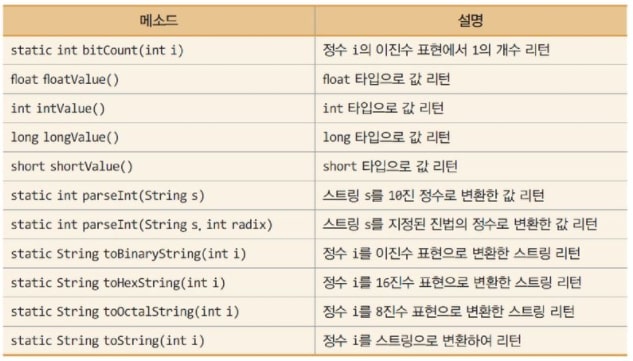 메소드 설명
static int bitCount(int i) 정수 i의 이진수 표현에서 1의 개수 리턴
float floatValue() float 타입으로 값 리턴
int intValue() int 타입으로 값 리턴
long longValue() long 타입으로 값 리턴
short shortValue() short 타입으로 값 리턴
static int parseInt(String s) 스트링 s를 10진 정수로 변환한 값 리턴
static int parseInt(String s, int radix) 스트링 s를 지정된 진법의 정수로 변환한 값 리턴
static String toBinaryString(int i) 정수 i를 이진수 표현으로 변환한 스트링 리턴
static String toHexString(int i) 정수 i를 16진수 표현으로 변환한 스트링 리턴
static String toOctalString(int i) 정수 i를 8진수 표현으로 변환한 스트링 리턴
static String toString(int i) 정수 i를 스트링으로 변환하여 리턴